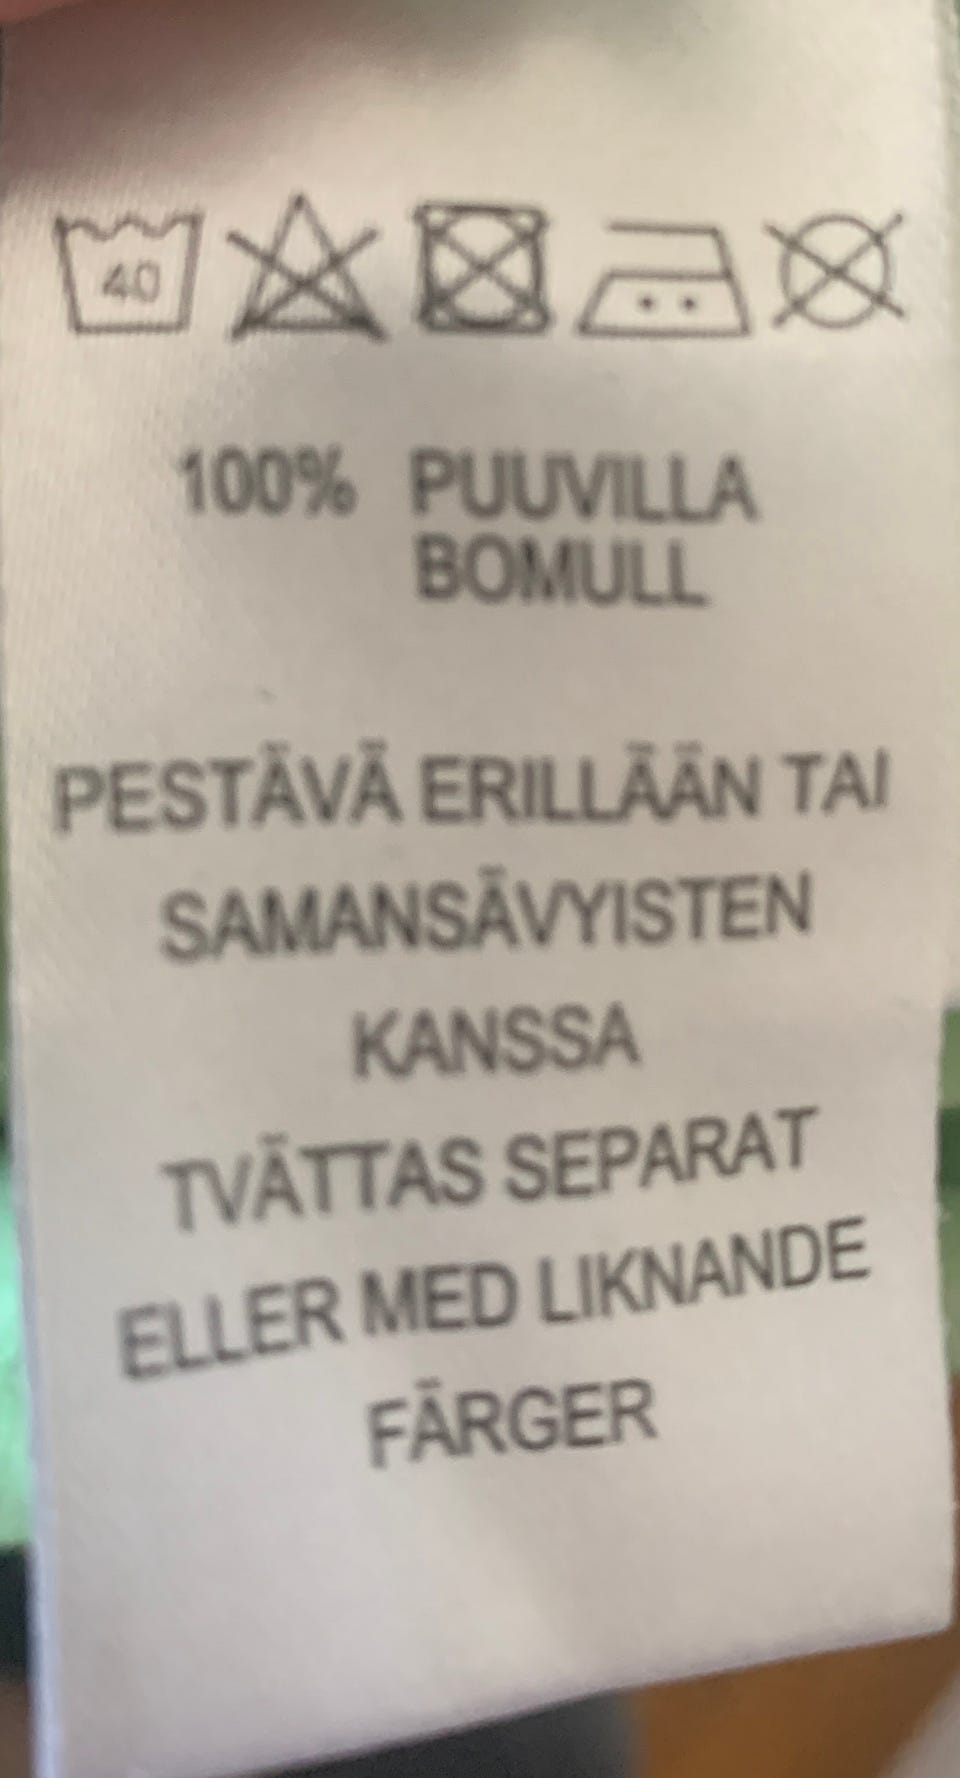 40
100% PUUVILLA
BOMULL
PESTÄVÄ ERILLÄÄN TAI
SAMANSÄVYISTEN
KANSSA
TVÄTTAS SEPARAT
ELLER MED LIKNANDE
FÄRGER